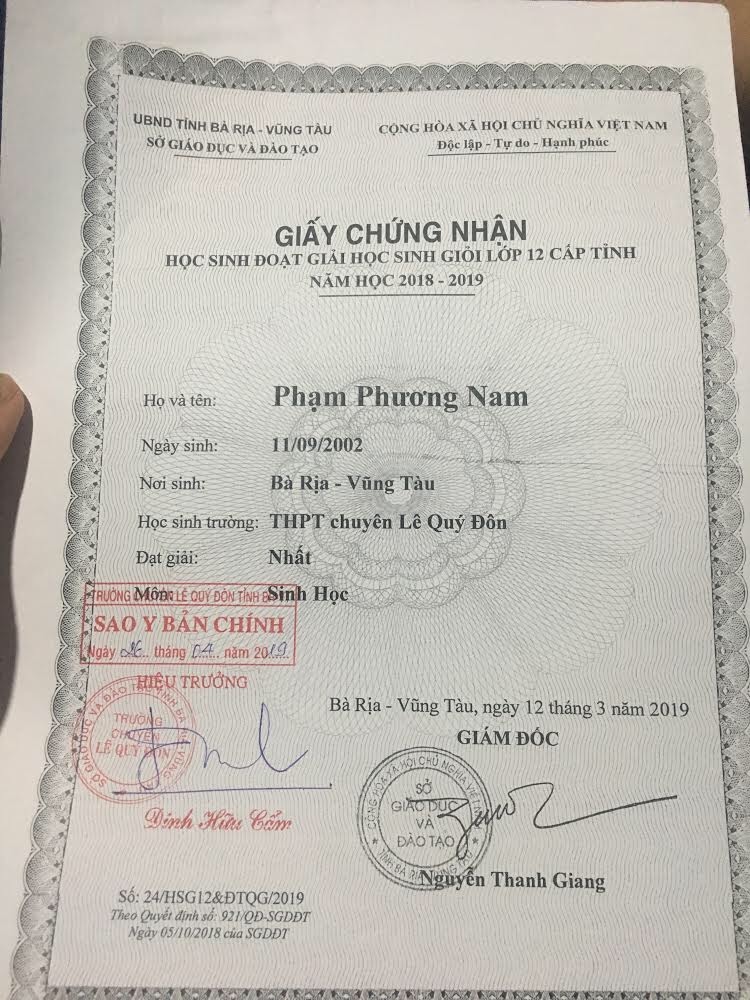 UBND TỈNH BÀ RỊA - VŨNG TÀU
SỞ GIÁO DỤC VÀ ĐÀO TẠO
CỘNG HÒA XÃ HỘI CHỦ NGHĨA VIỆT NAM
Độc lập - Tự do - Hạnh phúc
GIẤY CHỨNG NHẬN
HỌC SINH ĐOẠT GIẢI HỌC SINH GIỎI LỚP 12 CẤP TỈNH
NĂM HỌC 2018 - 2019
Họ và tên: Phạm Phương Nam
Ngày sinh: 11/09/2002
Nơi sinh: Bà Rịa - Vũng Tàu
Học sinh trường: THPT chuyên Lê Quý Đôn
Đạt giải: Nhất
Môn: Sinh Học
TRƯỜNG LÊ QUÝ ĐÔN TỈNH
SAO Y BẢN CHÍNH
Ngày 26 tháng 04 năm 2019
HIỆU TRƯỞNG
SỞ GIÁO DỤC VÀ ĐÀO TẠO TỈNH BÀ RỊA VŨNG TÀU
TRƯỜNG
CHUYÊN
LÊ QUÝ ĐÔN
Đinh Hữu Cẩm
Bà Rịa - Vũng Tàu, ngày 12 tháng 3 năm 2019
GIÁM ĐỐC
CỘNG HÒA XÃ HỘI CHỦ NGHĨA VIỆT
SỞ
GIÁO DỤC
VÀ
ĐÀO TẠO
TỈNH BÀ RỊA VŨNG TÀU
Nguyễn Thanh Giang
Số: 24/HSG12&ĐTQG/2019
Theo Quyết định số: 921/QĐ-SGDĐT
Ngày 05/10/2018 của SGDĐT